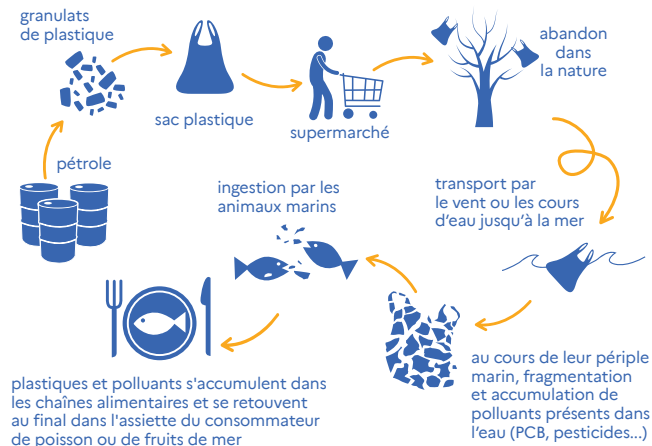 granulats
de plastique
sac plastique
supermarché
abandon
dans
la nature
pétrole
ingestion par les
animaux marins
transport par
le vent ou les cours
d'eau jusqu'à la mer
au cours de leur périple
marin, fragmentation
et accumulation de
polluants présents dans
l'eau (PCB, pesticides...)
plastiques et polluants s'accumulent dans
les chaînes alimentaires et se retrouvent
au final dans l'assiette du consommateur
de poisson ou de fruits de mer